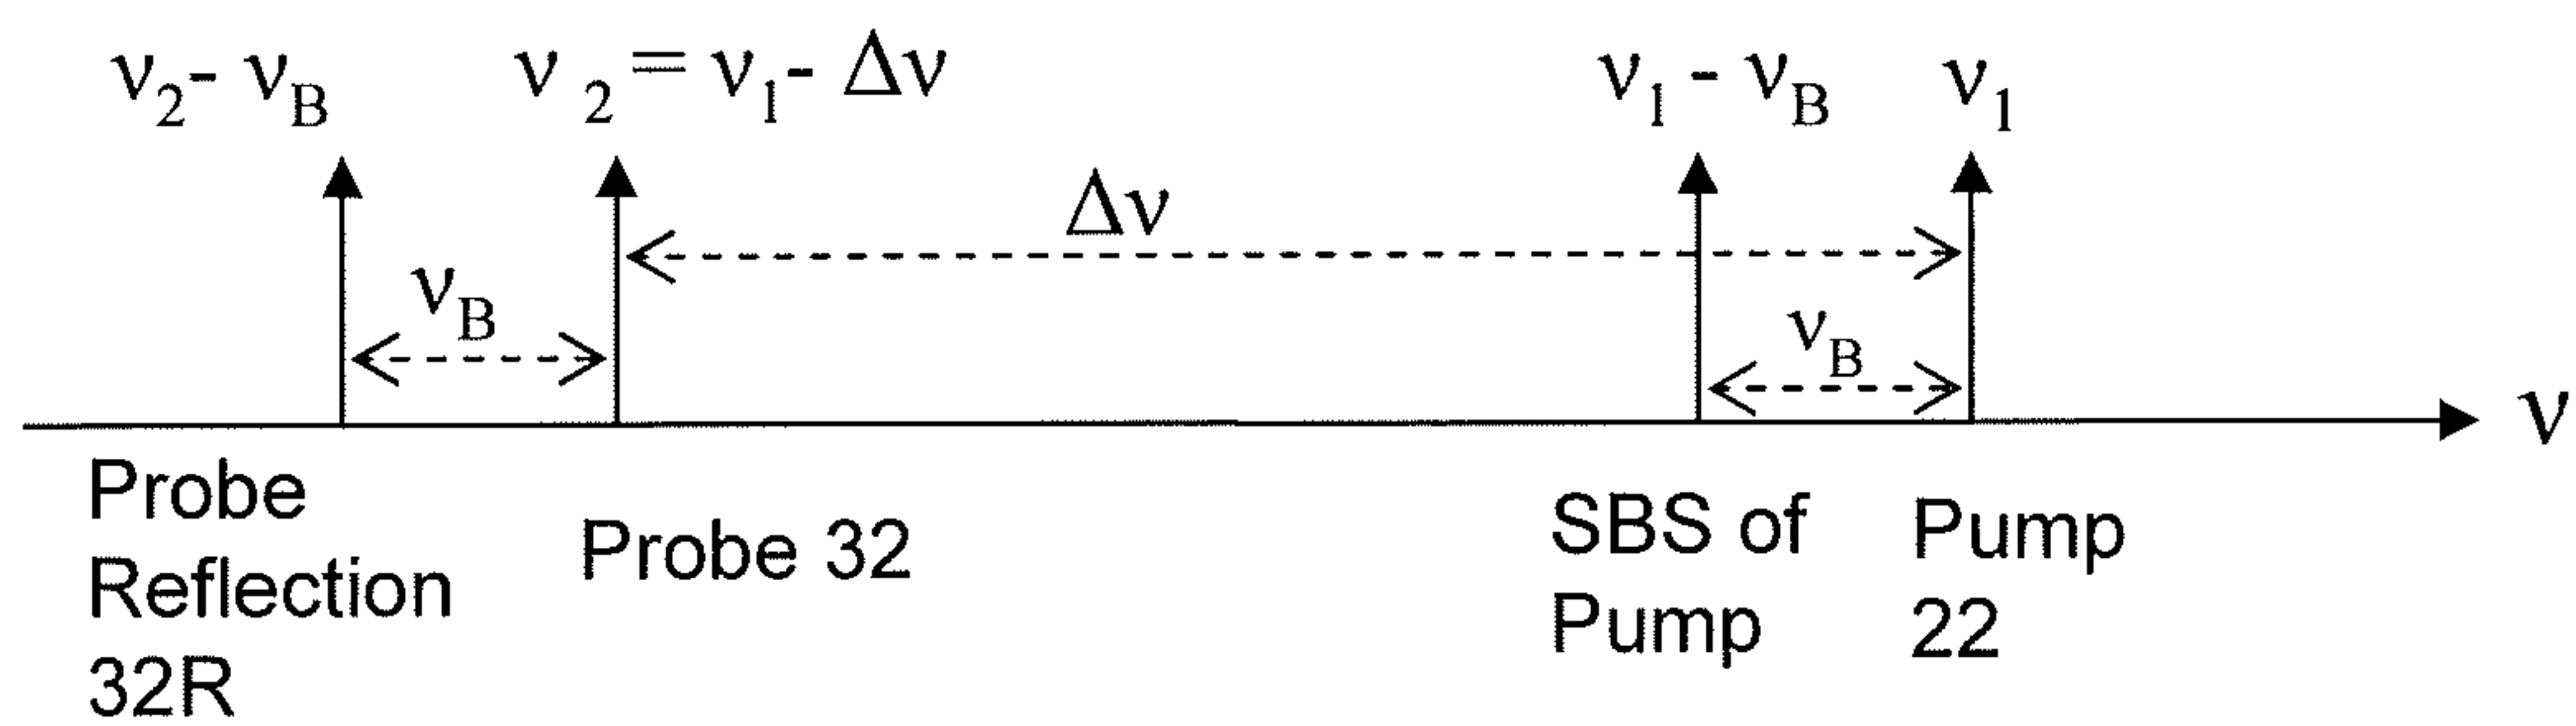 ν₂- νB
ν ₂ = ν₁- Δν
ν₁ - νB
ν₁
Δν
νB
νB
ν
Probe
Reflection
32R
Probe 32
SBS of
Pump
Pump
22